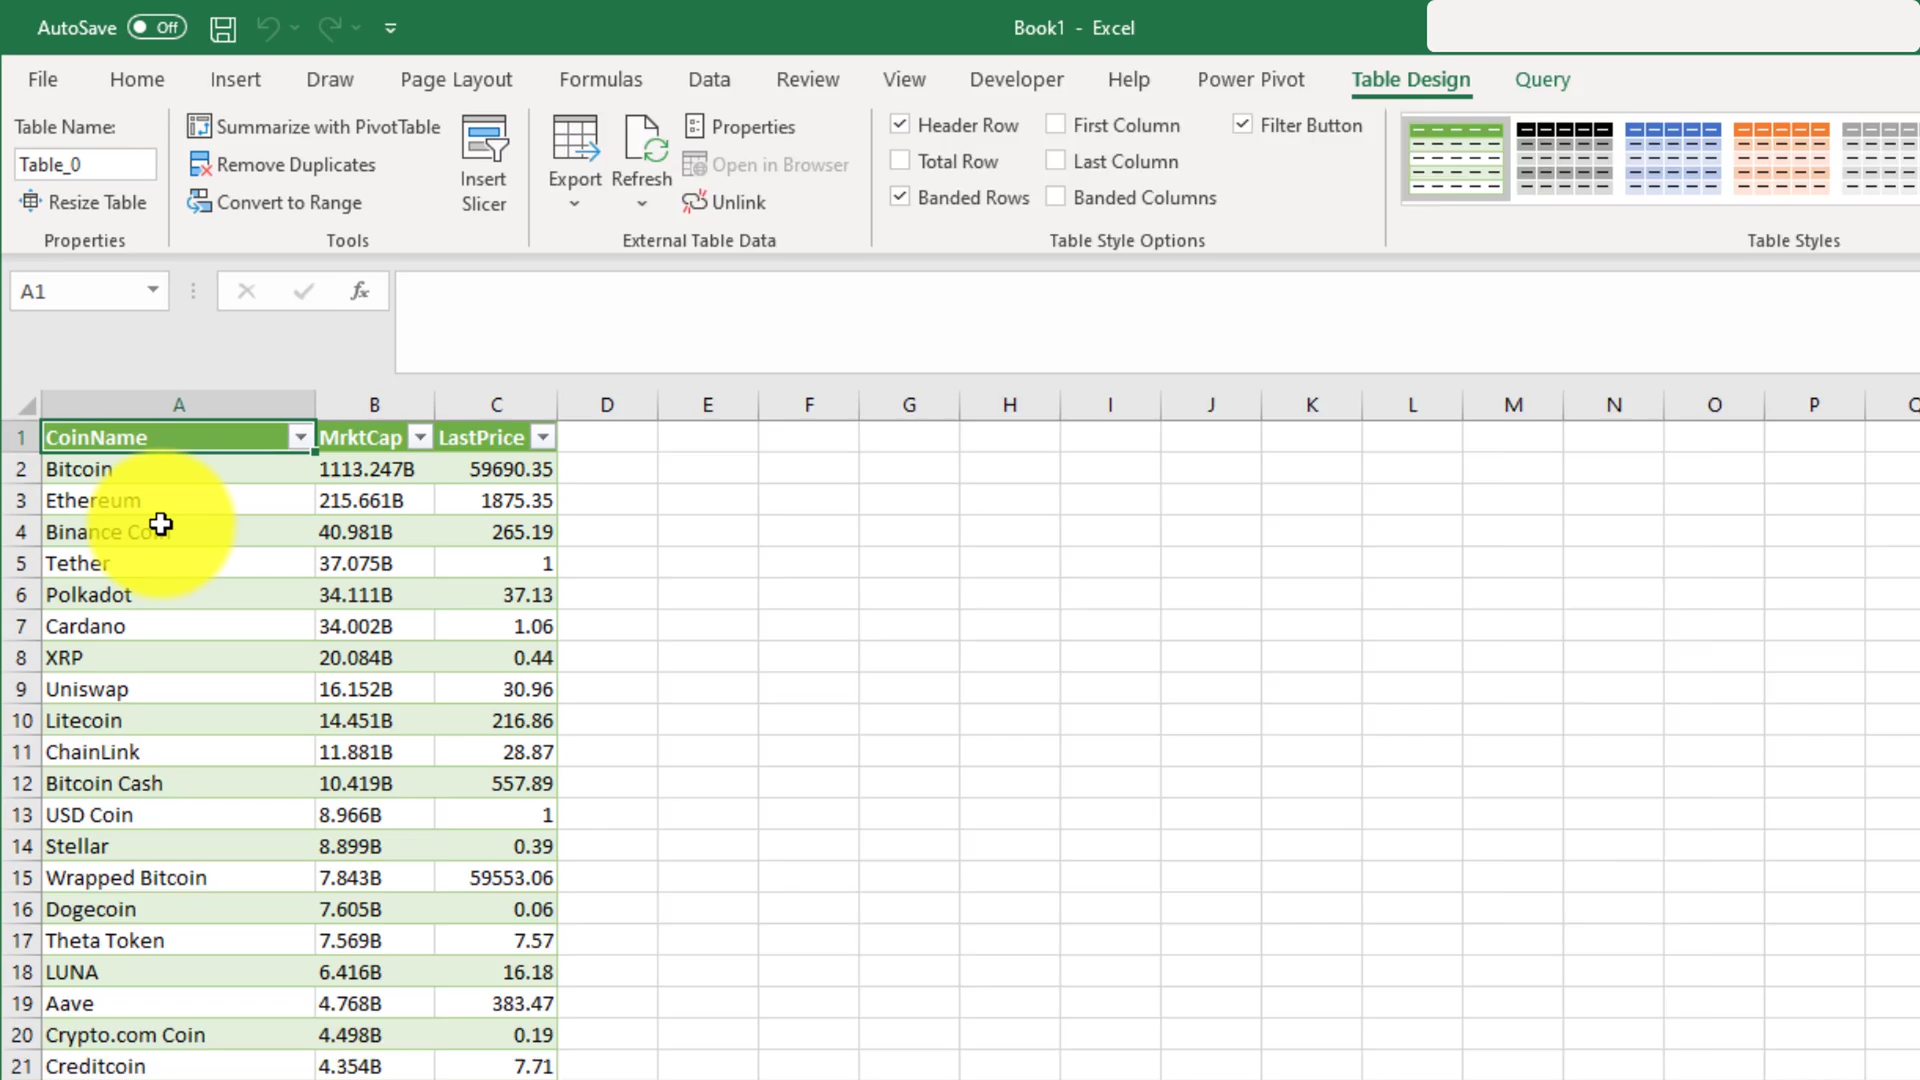 AutoSave Off Book1 - Excel
File Home Insert Draw Page Layout Formulas Data Review View Developer Help Power Pivot Table Design Query
Table Name:
Table_0
Resize Table
Properties
Summarize with PivotTable
Remove Duplicates
Convert to Range
Insert
Slicer
Tools
Export
Refresh
Properties
Open in Browser
Unlink
External Table Data
Header Row
Total Row
Banded Rows
First Column
Last Column
Banded Columns
Filter Button
Table Style Options
Table Styles
A1 fx
A B C D E F G H I J K L M N O P
1 CoinName MrktCap LastPrice
2 Bitcoin 1113.247B 59690.35
3 Ethereum 215.661B 1875.35
4 Binance Coin 40.981B 265.19
5 Tether 37.075B 1
6 Polkadot 34.111B 37.13
7 Cardano 34.002B 1.06
8 XRP 20.084B 0.44
9 Uniswap 16.152B 30.96
10 Litecoin 14.451B 216.86
11 ChainLink 11.881B 28.87
12 Bitcoin Cash 10.419B 557.89
13 USD Coin 8.966B 1
14 Stellar 8.899B 0.39
15 Wrapped Bitcoin 7.843B 59553.06
16 Dogecoin 7.605B 0.06
17 Theta Token 7.569B 7.57
18 LUNA 6.416B 16.18
19 Aave 4.768B 383.47
20 Crypto.com Coin 4.498B 0.19
21 Creditcoin 4.354B 7.71